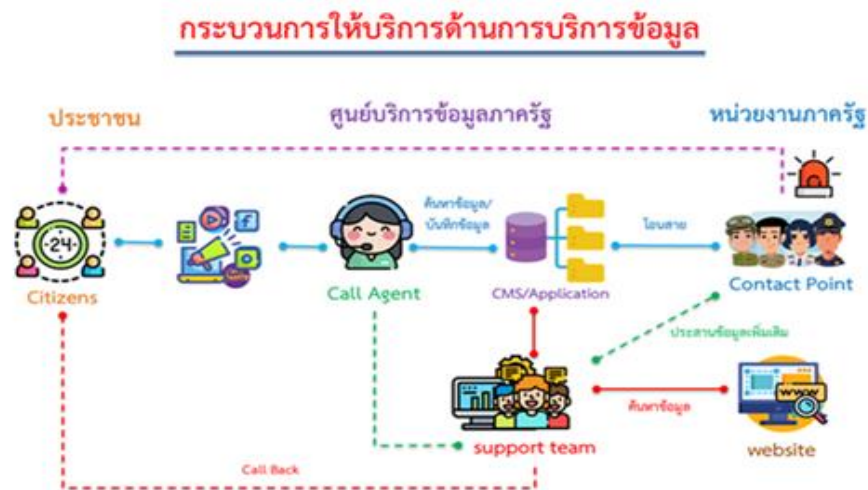 กระบวนการให้บริการด้านการบริการข้อมูล
ประชาชน
ศูนย์บริการข้อมูลภาครัฐ
หน่วยงานภาครัฐ
-24-
Citizens
Call Agent
ค้นหาข้อมูล/
บันทึกข้อมูล
CMS/Application
โอนสาย
Contact Point
ประสานข้อมูลเพิ่มเติม
support team
ค้นหาข้อมูล
www
website
Call Back